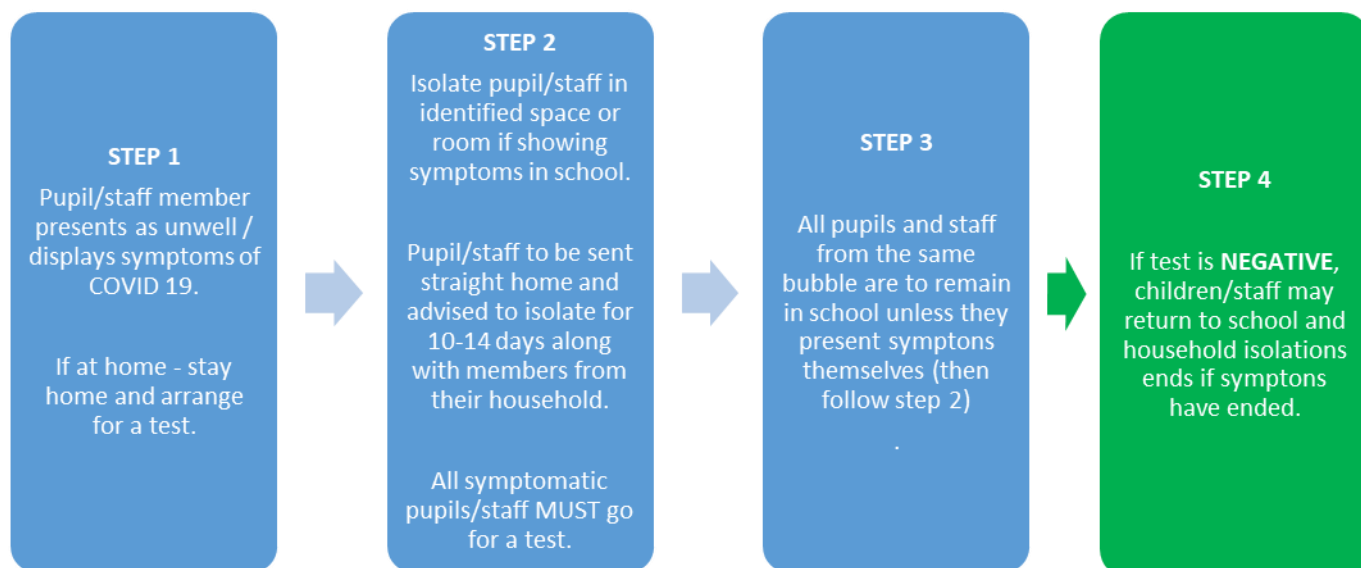 STEP 1
Pupil/staff member
presents as unwell /
displays symptoms of
COVID 19.
If at home - stay
home and arrange
for a test.
STEP 2
Isolate pupil/staff in
identified space or
room if showing
symptoms in school.
Pupil/staff to be sent
straight home and
advised to isolate for
10-14 days along
with members from
their household.
All symptomatic
pupils/staff MUST go
for a test.
STEP 3
All pupils and staff
from the same
bubble are to remain
in school unless they
present symptons
themselves (then
follow step 2)
.
STEP 4
If test is NEGATIVE,
children/staff may
return to school and
household isolations
ends if symptons
have ended.